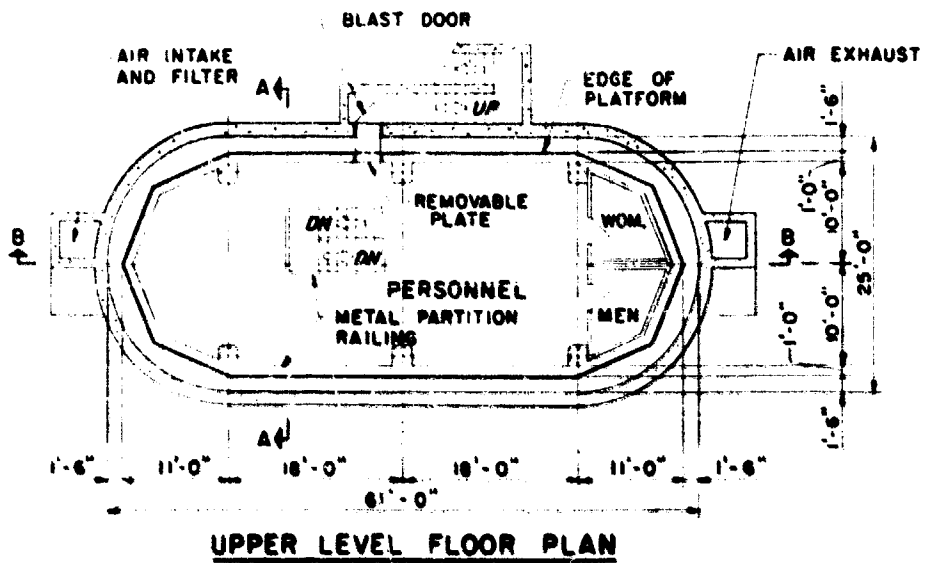 BLAST DOOR
AIR INTAKE
AND FILTER
A
EDGE OF
PLATFORM
AIR EXHAUST
UP
1'-6"
REMOVABLE
PLATE
WOM.
1'-0"
10'-0"
DN
DN
B
B
25'-0"
PERSONNEL
METAL PARTITION
RAILING
MEN
10'-0"
1'-0"
A
1'-6"
1'-6"
11'-0"
18'-0"
18'-0"
11'-0"
1'-6"
61'-0"
UPPER LEVEL FLOOR PLAN